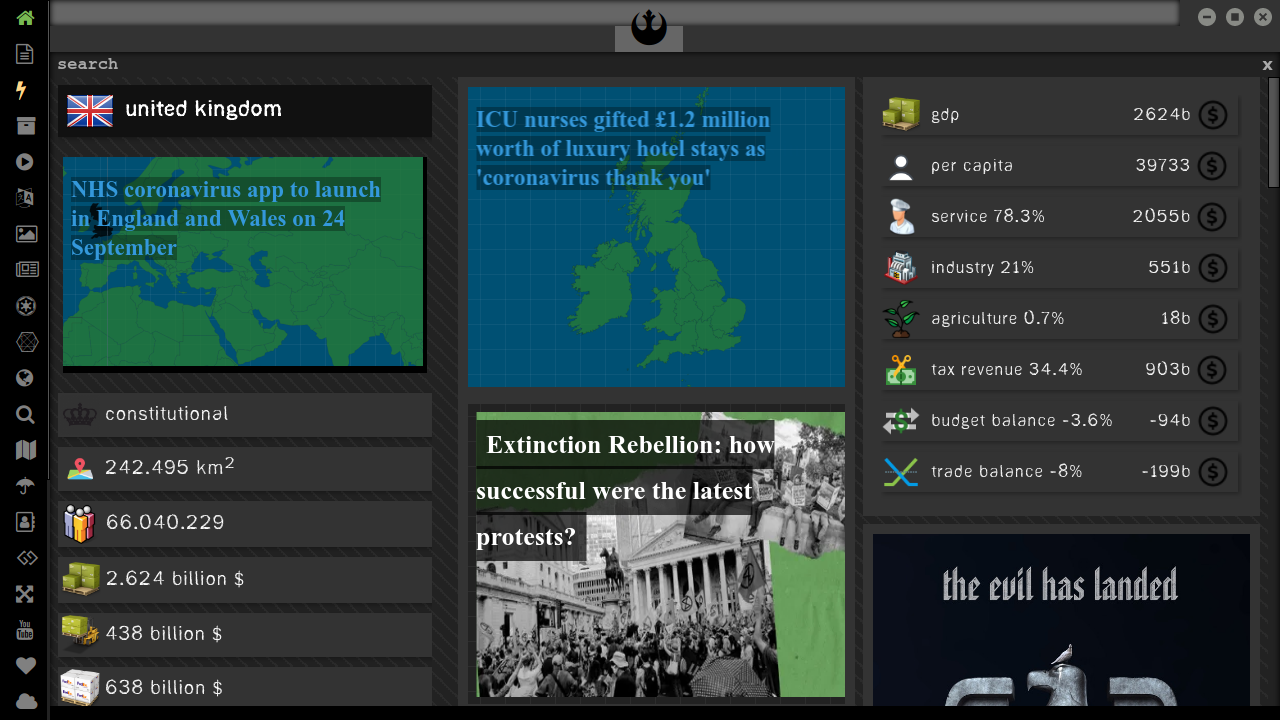 search
x
united kingdom
NHS coronavirus app to launch
in England and Wales on 24
September
constitutional
242.495 km²
66.040.229
2.624 billion $
438 billion $
638 billion $
ICU nurses gifted £1.2 million
worth of luxury hotel stays as
'coronavirus thank you'
Extinction Rebellion: how
successful were the latest
protests?
gdp 2624b $
per capita 39733 $
service 78.3% 2055b $
industry 21% 551b $
agriculture 0.7% 18b $
tax revenue 34.4% 903b $
budget balance -3.6% -94b $
trade balance -8% -199b $
the evil has landed
You
Tube